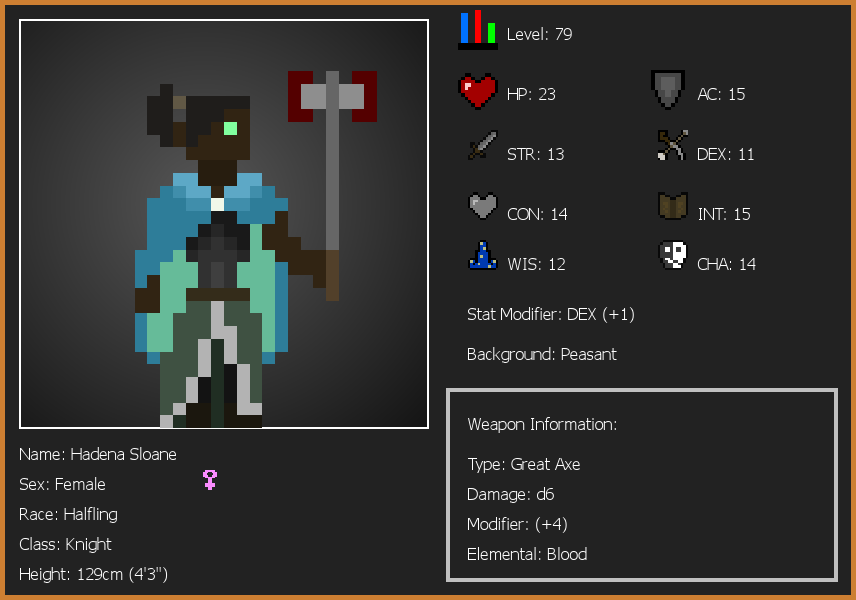 Level: 79
HP: 23
AC: 15
STR: 13
DEX: 11
CON: 14
INT: 15
WIS: 12
CHA: 14
Stat Modifier: DEX (+1)
Background: Peasant
Weapon Information:
Type: Great Axe
Damage: d6
Modifier: (+4)
Elemental: Blood
Name: Hadena Sloane
Sex: Female
Race: Halfling
Class: Knight
Height: 129cm (4'3")